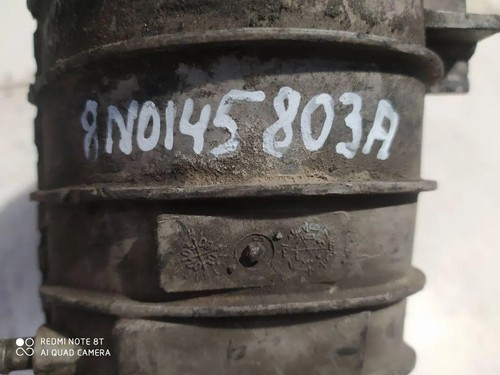 8N0145803A
REDMI NOTE 8T
AI QUAD CAMERA